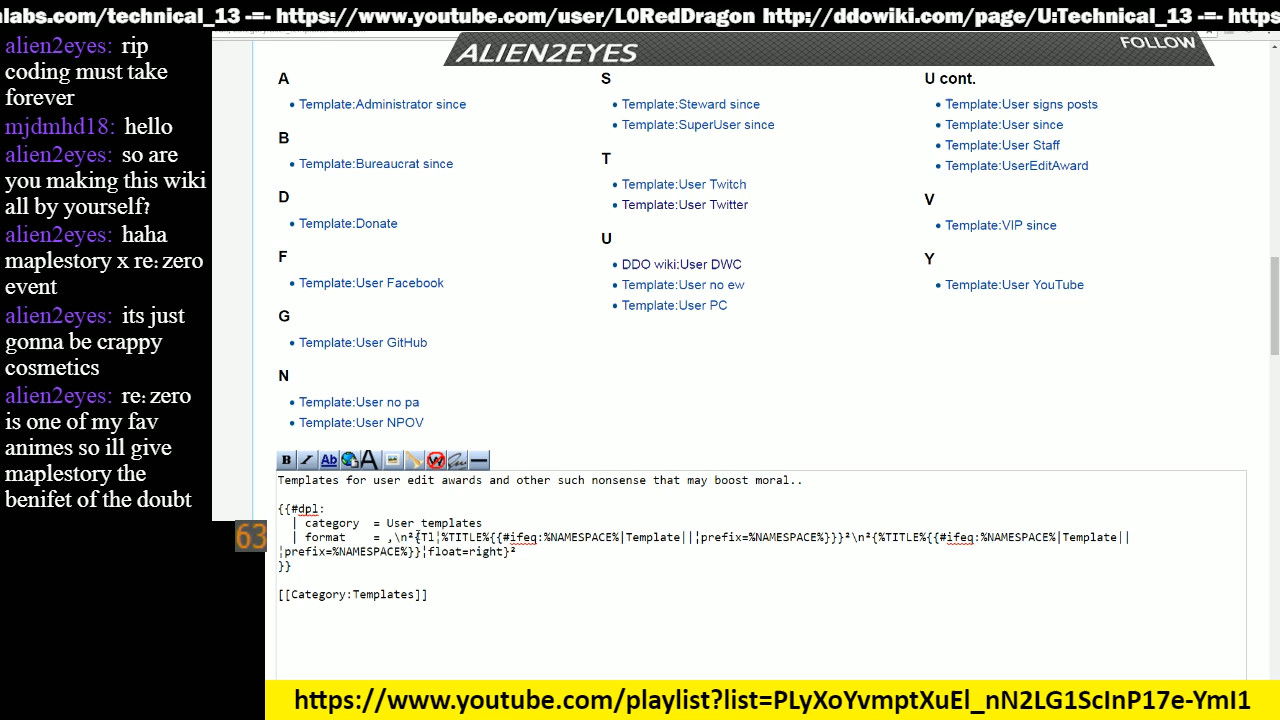 nlabs.com/technical_13 -=- https://www.youtube.com/user/L0RedDragon http://ddowiki.com/page/U:Technical_13 -=- https
alien2eyes: rip
coding must take
forever
mjdmhd18: hello
alien2eyes: so are
you making this wiki
all by yourself?
alien2eyes: haha
maplestory x re:zero
event
alien2eyes: its just
gonna be crappy
cosmetics
alien2eyes: re:zero
is one of my fav
animes so ill give
maplestory the
benifet of the doubt
ALIEN2EYES
FOLLOW
A
• Template:Administrator since
B
• Template:Bureaucrat since
D
• Template:Donate
F
• Template:User Facebook
G
• Template:User GitHub
N
• Template:User no pa
• Template:User NPOV
S
• Template:Steward since
• Template:SuperUser since
T
• Template:User Twitch
• Template:User Twitter
U
• DDO wiki:User DWC
• Template:User no ew
• Template:User PC
U cont.
• Template:User signs posts
• Template:User since
• Template:User Staff
• Template:UserEditAward
V
• Template:VIP since
Y
• Template:User YouTube
B I Ab A W
Templates for user edit awards and other such nonsense that may boost moral..
{{#dpl:
| category = User templates
| format = ,\n²{Tl¦%TITLE%{{#ifeq:%NAMESPACE%|Template||¦prefix=%NAMESPACE%}}}²\n²{%TITLE%{{#ifeq:%NAMESPACE%|Template||
¦prefix=%NAMESPACE%}}¦float=right}²
}}
[[Category:Templates]]
63
https://www.youtube.com/playlist?list=PLyXoYvmptXuEl_nN2LG1ScInP17e-YmI1